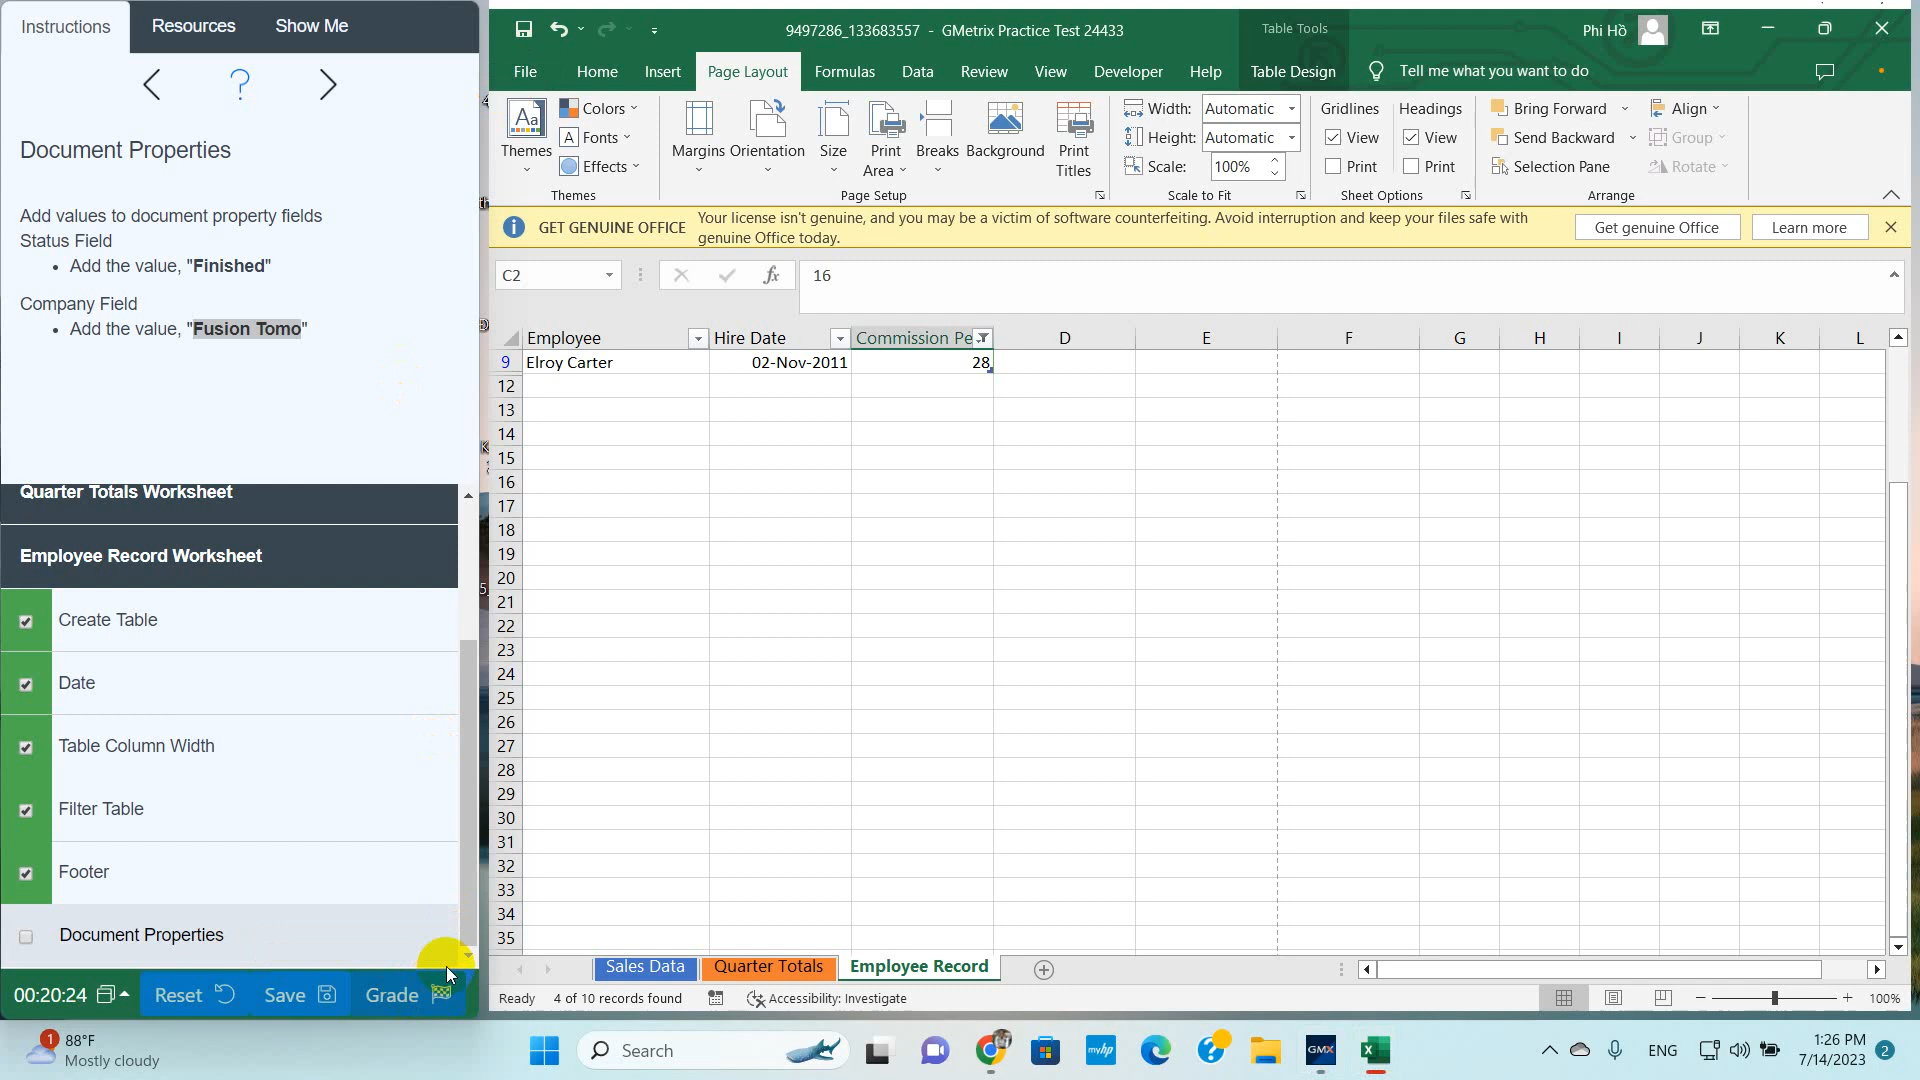 Instructions
Resources
Show Me
?
Document Properties
Add values to document property fields
Status Field
• Add the value, "Finished"
Company Field
• Add the value, "Fusion Tomo"
Quarter Totals Worksheet
Employee Record Worksheet
Create Table
Date
Table Column Width
Filter Table
Footer
Document Properties
00:20:24
Reset
Save
Grade
9497286_133683557 - GMetrix Practice Test 24433
Table Tools
Phi Hồ
File
Home
Insert
Page Layout
Formulas
Data
Review
View
Developer
Help
Table Design
Tell me what you want to do
Aa
Themes
Colors
A Fonts
Effects
Themes
Margins
Orientation
Size
Print Area
Breaks
Background
Print Titles
Page Setup
Width: Automatic
Height: Automatic
Scale: 100%
Scale to Fit
Gridlines
View
Print
Headings
View
Print
Sheet Options
Bring Forward
Send Backward
Selection Pane
Align
Group
Rotate
Arrange
GET GENUINE OFFICE
Your license isn't genuine, and you may be a victim of software counterfeiting. Avoid interruption and keep your files safe with
genuine Office today.
Get genuine Office
Learn more
C2
fx
16
Employee Hire Date Commission Pe D E F G H I J K L
9 Elroy Carter 02-Nov-2011 28
12
13
14
15
16
17
18
19
20
21
22
23
24
25
26
27
28
29
30
31
32
33
34
35
Sales Data
Quarter Totals
Employee Record
Ready
4 of 10 records found
Accessibility: Investigate
100%
1
88°F
Mostly cloudy
Search
myhp
GMX
ENG
1:26 PM
7/14/2023
2